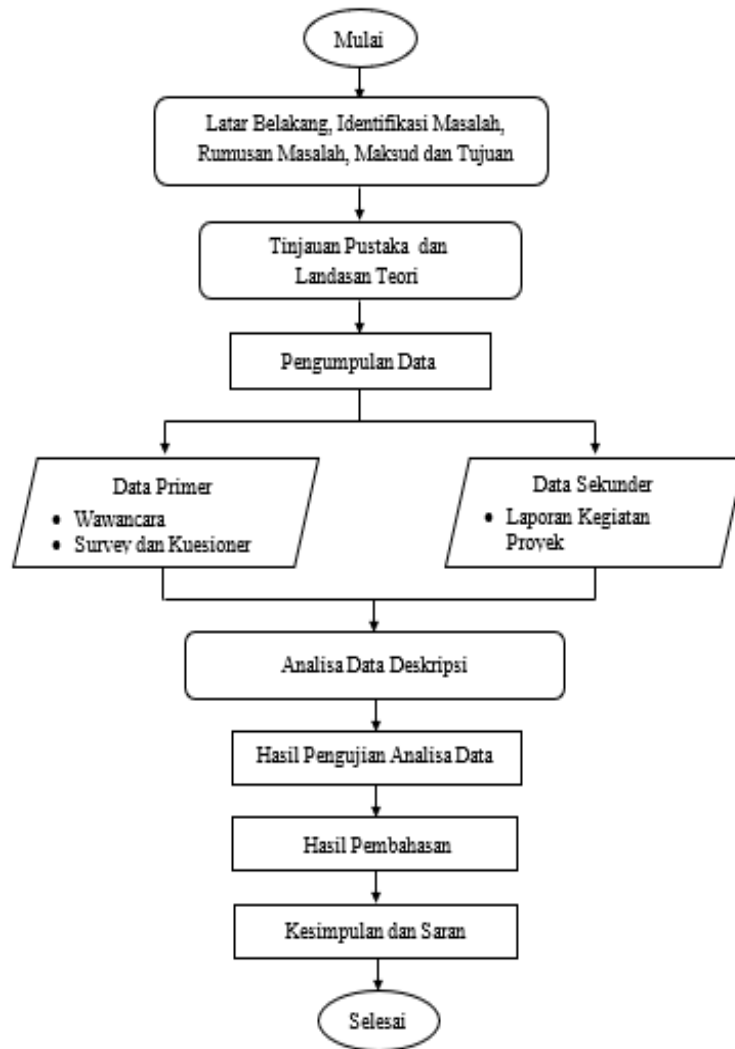 Mulai
Latar Belakang, Identifikasi Masalah,
Rumusan Masalah, Maksud dan Tujuan
Tinjauan Pustaka dan
Landasan Teori
Pengumpulan Data
Data Primer
• Wawancara
• Survey dan Kuesioner
Data Sekunder
• Laporan Kegiatan
Proyek
Analisa Data Deskripsi
Hasil Pengujian Analisa Data
Hasil Pembahasan
Kesimpulan dan Saran
Selesai